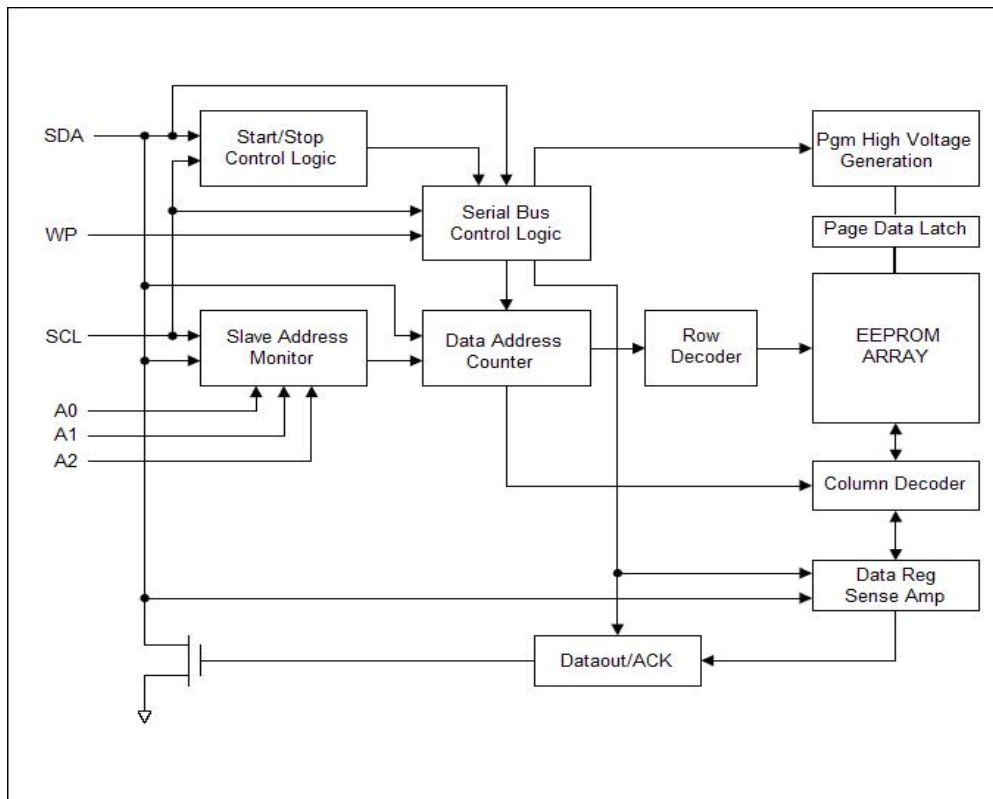 SDA
Start/Stop
Control Logic
Pgm High Voltage
Generation
WP
Serial Bus
Control Logic
Page Data Latch
SCL
Slave Address
Monitor
Data Address
Counter
Row
Decoder
EEPROM
ARRAY
A0
A1
A2
Column Decoder
Data Reg
Sense Amp
Dataout/ACK